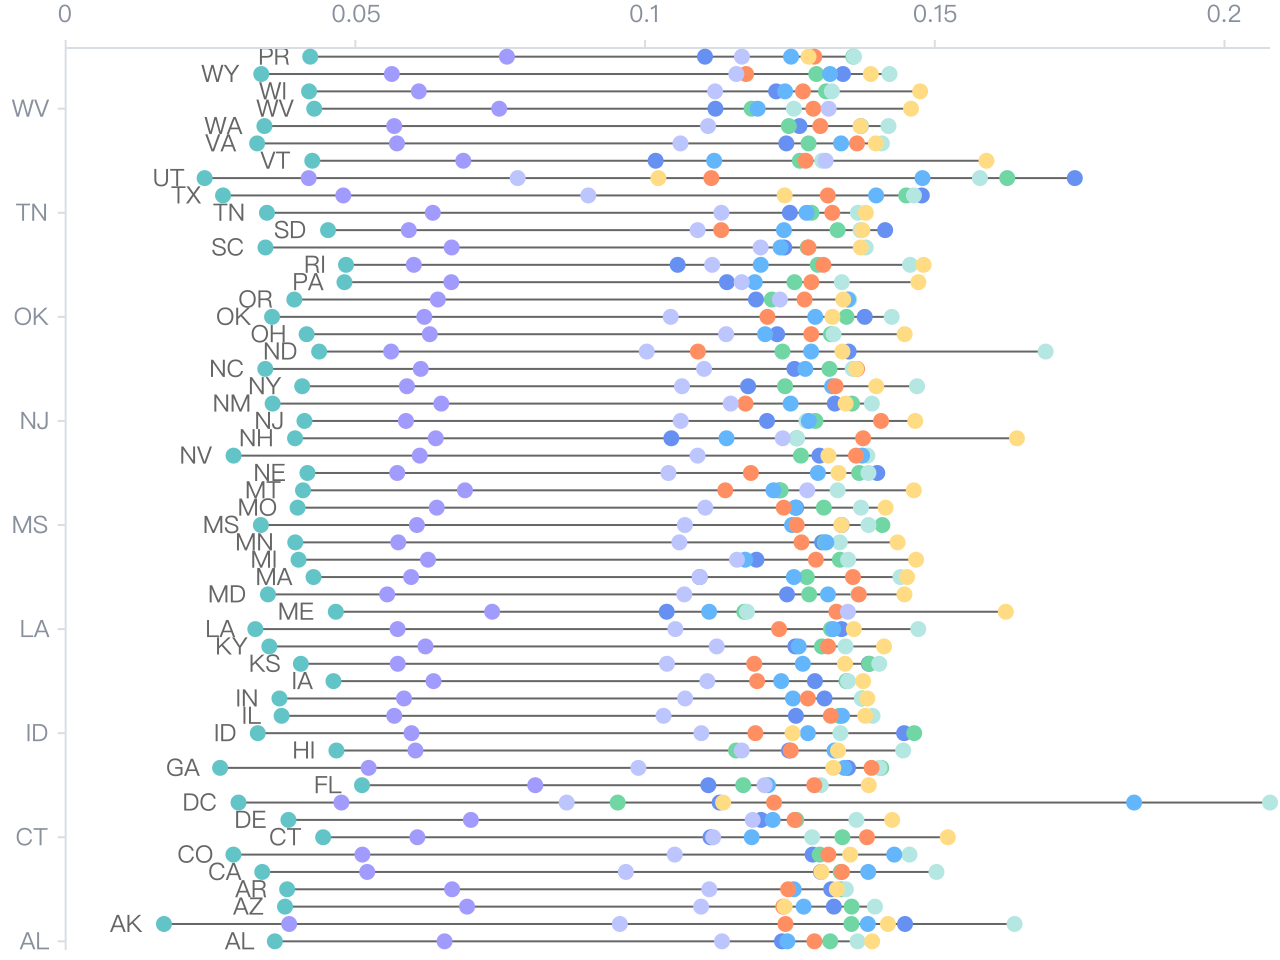 0 0.05 0.1 0.15 0.2
PR
WY
WI
WV WV
WA
VA
VT
UT
TX
TN TN
SD
SC
RI
PA
OR
OK OK
OH
ND
NC
NY
NM
NJ NJ
NH
NV
NE
MT
MO
MS MS
MN
MI
MA
MD
ME
LA LA
KY
KS
IA
IN
IL
ID ID
HI
GA
FL
DC
DE
CT CT
CO
CA
AR
AZ
AK
AL AL